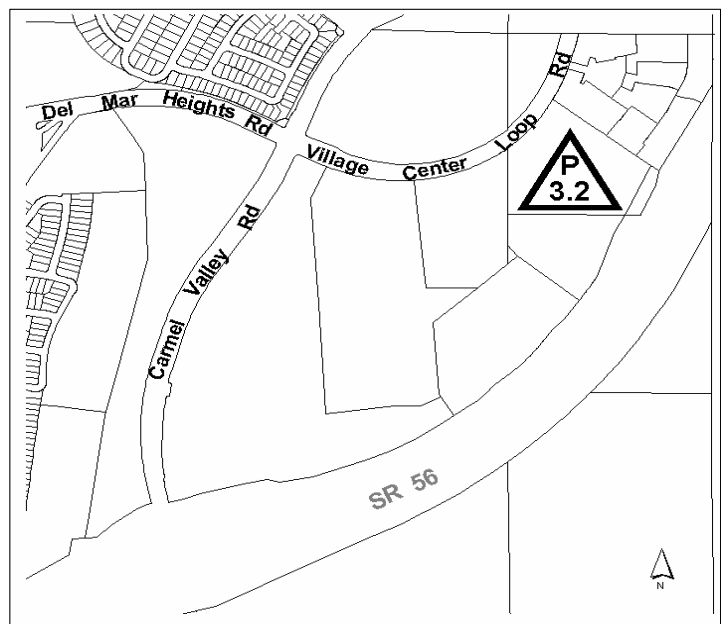 Del Mar Heights Rd
Village Center Loop Rd
P
3.2
Carmel Valley Rd
SR 56
N